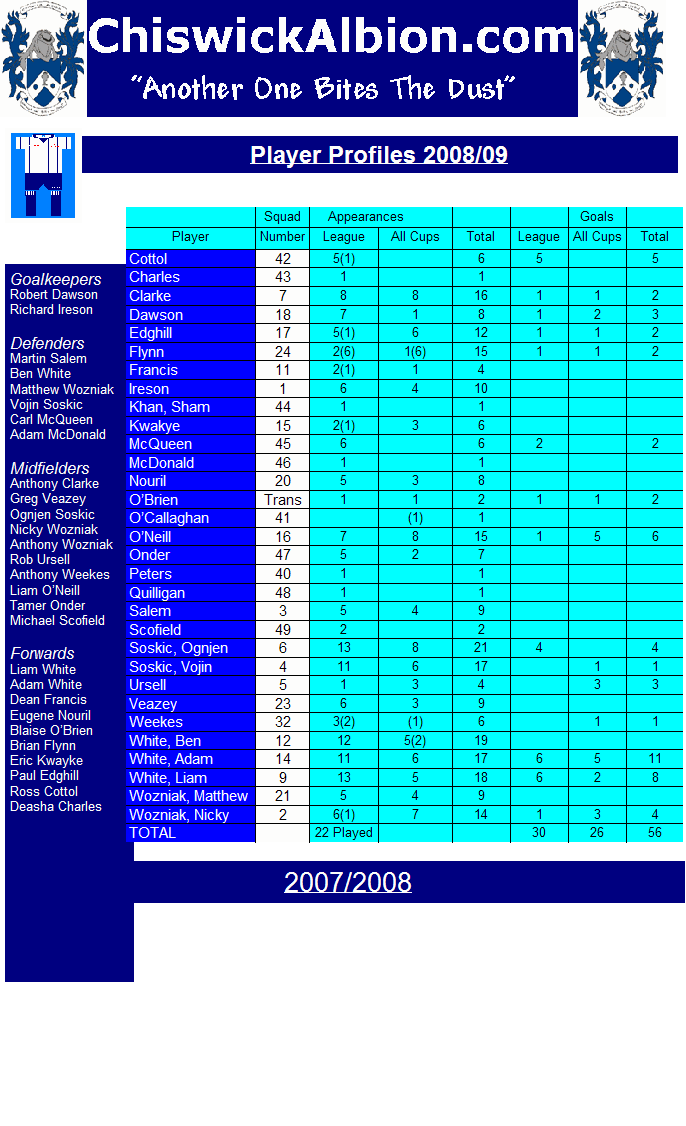 ChiswickAlbion.com
“Another One Bites The Dust”
Player Profiles 2008/09
Goalkeepers
Robert Dawson
Richard Ireson
Defenders
Martin Salem
Ben White
Matthew Wozniak
Vojin Soskic
Carl McQueen
Adam McDonald
Midfielders
Anthony Clarke
Greg Veazey
Ognjen Soskic
Nicky Wozniak
Anthony Wozniak
Rob Ursell
Anthony Weekes
Liam O’Neill
Tamer Onder
Michael Scofield
Forwards
Liam White
Adam White
Dean Francis
Eugene Nouril
Blaise O’Brien
Brian Flynn
Eric Kwayke
Paul Edghill
Ross Cottol
Deasha Charles
Squad Appearances Goals
Player Number League All Cups Total League All Cups Total
Cottol 42 5(1) 6 5 5
Charles 43 1 1
Clarke 7 8 8 16 1 1 2
Dawson 18 7 1 8 1 2 3
Edghill 17 5(1) 6 12 1 1 2
Flynn 24 2(6) 1(6) 15 1 1 2
Francis 11 2(1) 1 4
Ireson 1 6 4 10
Khan, Sham 44 1 1
Kwakye 15 2(1) 3 6
McQueen 45 6 6 2 2
McDonald 46 1 1
Nouril 20 5 3 8
O’Brien Trans 1 1 2 1 1 2
O’Callaghan 41 (1) 1
O’Neill 16 7 8 15 1 5 6
Onder 47 5 2 7
Peters 40 1 1
Quilligan 48 1 1
Salem 3 5 4 9
Scofield 49 2 2
Soskic, Ognjen 6 13 8 21 4 4
Soskic, Vojin 4 11 6 17 1 1
Ursell 5 1 3 4 3 3
Veazey 23 6 3 9
Weekes 32 3(2) (1) 6 1 1
White, Ben 12 12 5(2) 19
White, Adam 14 11 6 17 6 5 11
White, Liam 9 13 5 18 6 2 8
Wozniak, Matthew 21 5 4 9
Wozniak, Nicky 2 6(1) 7 14 1 3 4
TOTAL 22 Played 30 26 56
2007/2008